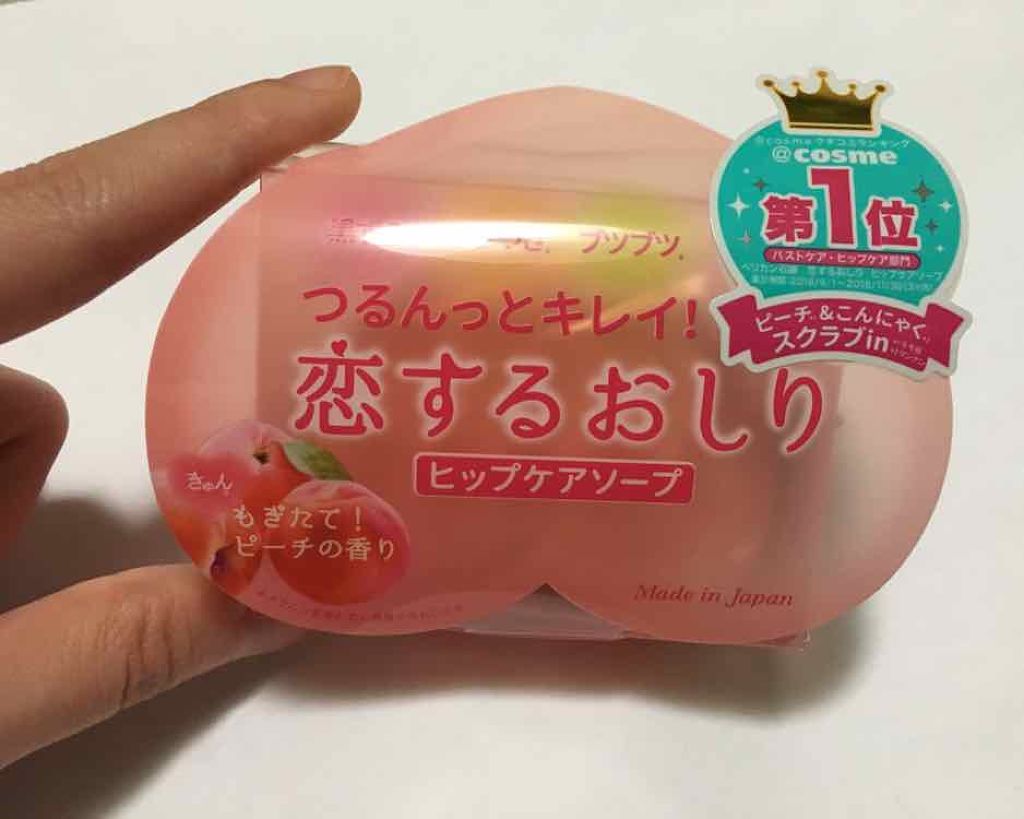 @cosme
第1位
バストケア・ヒップケア部門
ピーチ&こんにゃく
スクラブin
ブツブツ。
つるんっとキレイ!
恋するおしり
ヒップケアソープ
きゅん
もぎたて!
ピーチの香り
Made in Japan